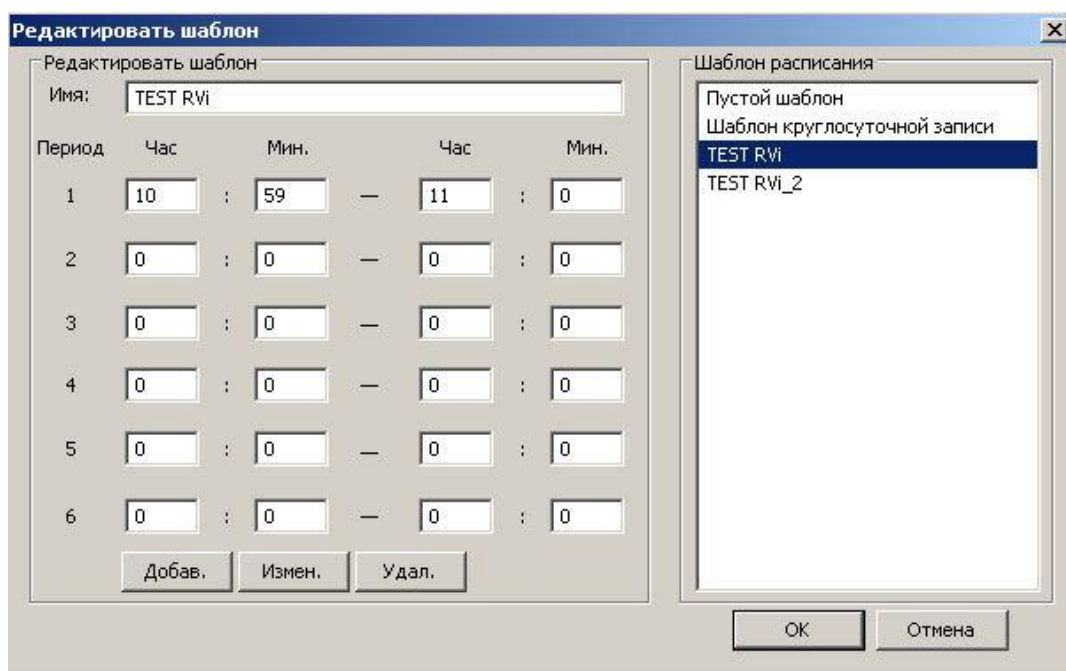 Редактировать шаблон
Редактировать шаблон
Имя: TEST RVi
Период Час Мин. Час Мин.
1 10 : 59 — 11 : 0
2 0 : 0 — 0 : 0
3 0 : 0 — 0 : 0
4 0 : 0 — 0 : 0
5 0 : 0 — 0 : 0
6 0 : 0 — 0 : 0
Добав. Измен. Удал.
Шаблон расписания
Пустой шаблон
Шаблон круглосуточной записи
TEST RVi
TEST RVi_2
OK Отмена